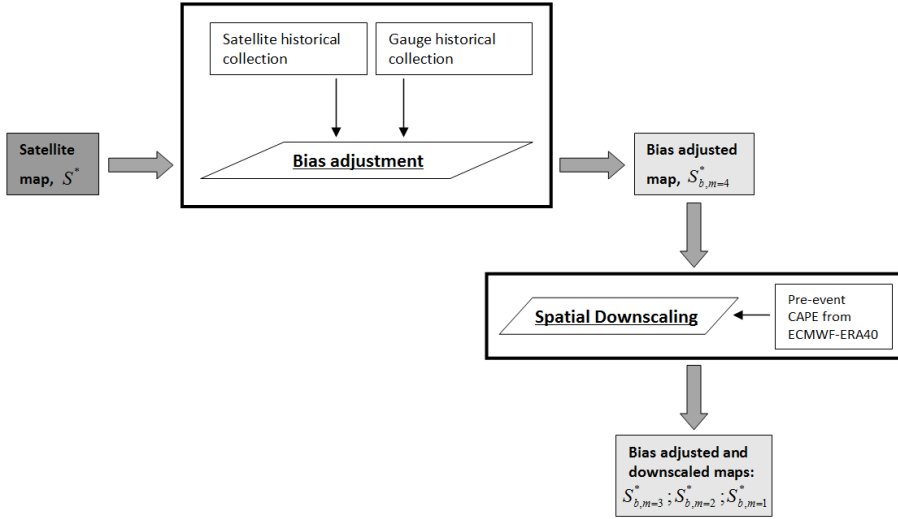 Satellite historical
collection
Gauge historical
collection
Satellite
map, S*
Bias adjustment
Bias adjusted
map, S*b,m=4
Spatial Downscaling
Pre-event
CAPE from
ECMWF-ERA40
Bias adjusted and
downscaled maps:
S*b,m=3 ; S*b,m=2 ; S*b,m=1